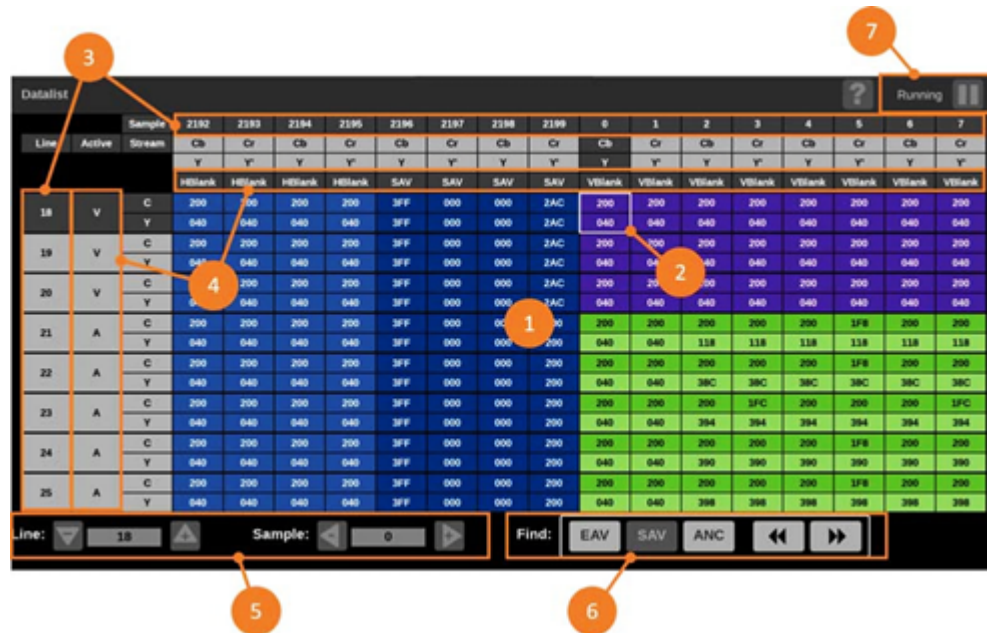 7
3
Datalist ? Running
Sample 2192 2193 2194 2195 2196 2197 2198 2199 0 1 2 3 4 5 6 7
Line Active Stream Cb Cr Cb Cr Cb Cr Cb Cr Cb Cr Cb Cr Cb Cr Cb Cr
Y Y' Y Y' Y Y' Y Y' Y Y' Y Y' Y Y' Y Y'
HBlank HBlank HBlank HBlank SAV SAV SAV SAV VBlank VBlank VBlank VBlank VBlank VBlank VBlank VBlank
18 V C 200 200 200 200 3FF 000 000 2AC 200 200 200 200 200 200 200 200
Y 040 040 040 040 3FF 000 000 2AC 040 040 040 040 040 040 040 040
19 V C 200 200 200 200 3FF 000 000 2AC 200 200 200 200 200 200 200 200
Y 040 040 040 040 3FF 000 000 2AC 040 040 040 040 040 040 040
4 2
20 V C 200 200 200 3FF 000 000 2AC 200 200 200 200 200 200 200
Y 040 040 040 040 3FF 000 000 2AC 040 040 040 040 040 040 040 040
1
21 A C 200 200 200 200 3FF 000 200 200 200 200 200 200 1F8 200 200
Y 040 040 040 040 3FF 000 000 200 040 040 118 118 118 118 118 118
22 A C 200 200 200 200 3FF 000 000 200 200 200 200 200 200 1F8 200 200
Y 040 040 040 040 3FF 000 000 200 040 040 38C 38C 38C 38C 38C 38C
23 A C 200 200 200 200 3FF 000 000 200 200 200 200 1FC 200 200 200 1FC
Y 040 040 040 040 3FF 000 000 200 040 040 394 394 394 394 394 394
24 A C 200 200 200 200 3FF 000 000 200 200 200 200 200 200 1F8 200 200
Y 040 040 040 040 3FF 000 000 200 040 040 390 390 390 390 390 390
25 A C 200 200 200 200 3FF 000 000 200 200 200 200 200 200 1F8 200 200
Y 040 040 040 040 3FF 000 000 200 040 040 398 398 398 398 398 398
Line: 18 Sample: 0 Find: EAV SAV ANC
5 6